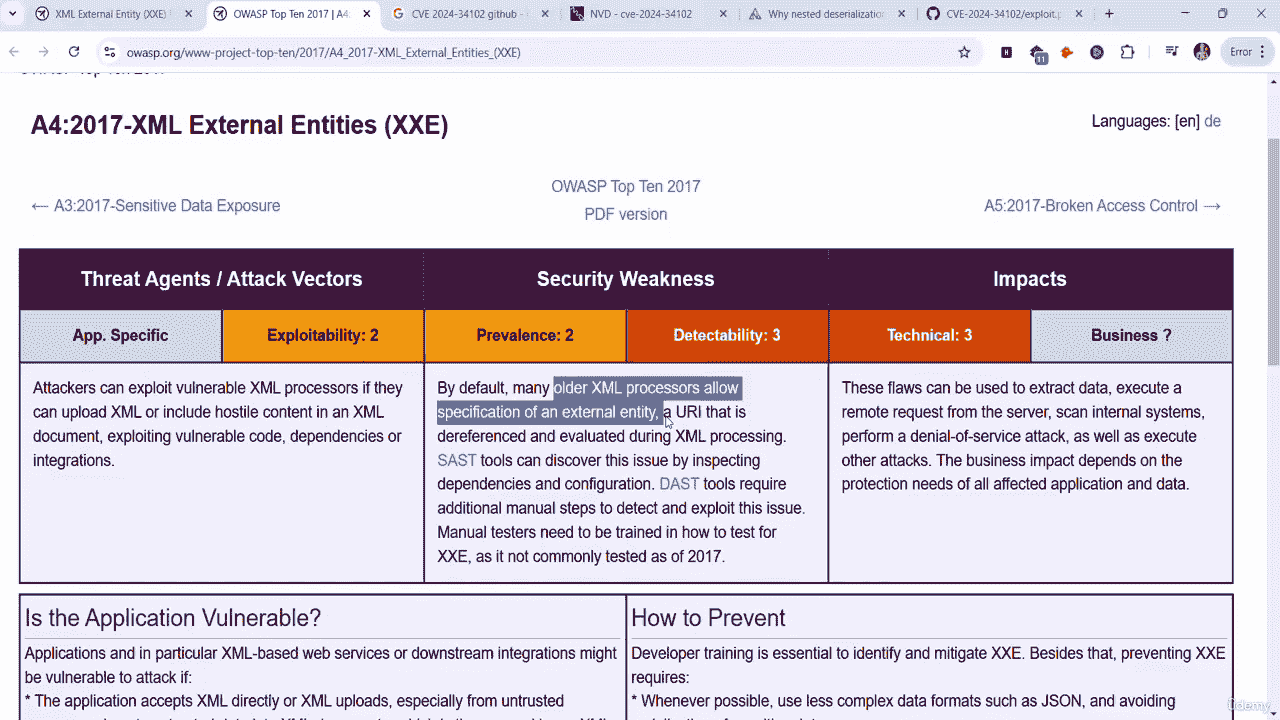 XML External Entity (XXE)
OWASP Top Ten 2017 | A4:
CVE 2024-34102 github -
NVD - cve-2024-34102
Why nested deserialization
CVE-2024-34102/exploit.p
owasp.org/www-project-top-ten/2017/A4_2017-XML_External_Entities_(XXE)
11
Error
A4:2017-XML External Entities (XXE)
Languages: [en] de
OWASP Top Ten 2017
← A3:2017-Sensitive Data Exposure
PDF version
A5:2017-Broken Access Control →
Threat Agents / Attack Vectors
Security Weakness
Impacts
App. Specific
Exploitability: 2
Prevalence: 2
Detectability: 3
Technical: 3
Business ?
Attackers can exploit vulnerable XML processors if they
can upload XML or include hostile content in an XML
document, exploiting vulnerable code, dependencies or
integrations.
By default, many older XML processors allow
specification of an external entity, a URI that is
dereferenced and evaluated during XML processing.
SAST tools can discover this issue by inspecting
dependencies and configuration. DAST tools require
additional manual steps to detect and exploit this issue.
Manual testers need to be trained in how to test for
XXE, as it not commonly tested as of 2017.
These flaws can be used to extract data, execute a
remote request from the server, scan internal systems,
perform a denial-of-service attack, as well as execute
other attacks. The business impact depends on the
protection needs of all affected application and data.
Is the Application Vulnerable?
Applications and in particular XML-based web services or downstream integrations might
be vulnerable to attack if:
* The application accepts XML directly or XML uploads, especially from untrusted
How to Prevent
Developer training is essential to identify and mitigate XXE. Besides that, preventing XXE
requires:
* Whenever possible, use less complex data formats such as JSON, and avoiding
Udemy